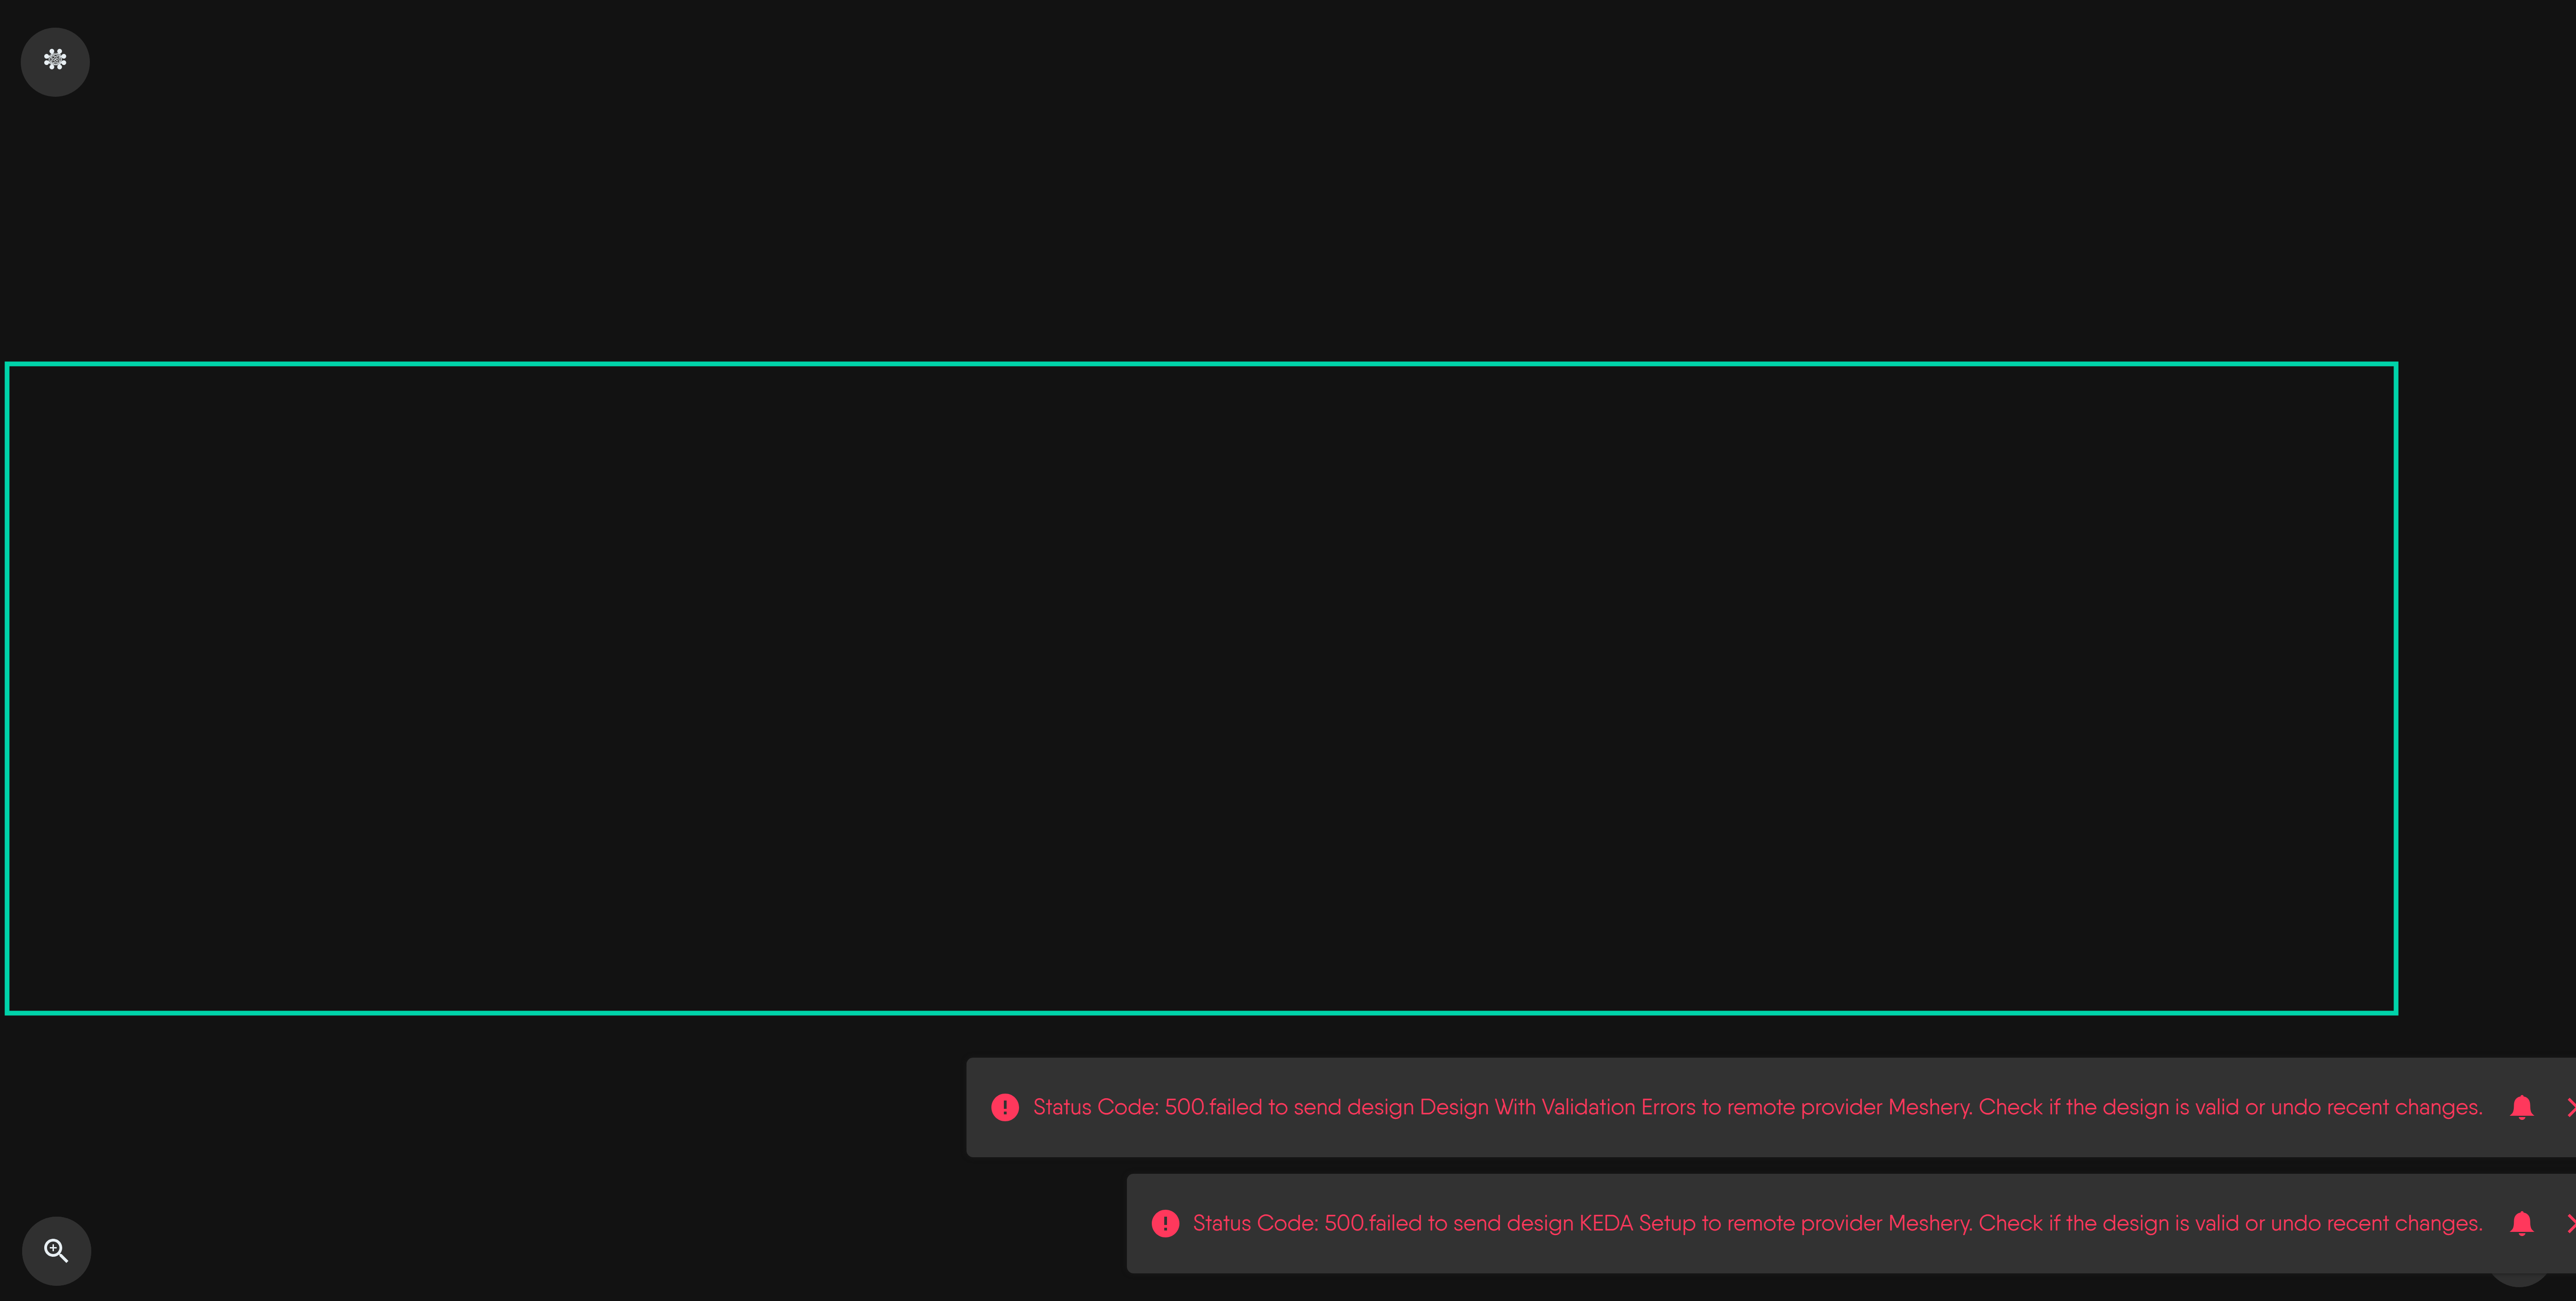 Status Code: 500.failed to send design Design With Validation Errors to remote provider Meshery. Check if the design is valid or undo recent changes.
Status Code: 500.failed to send design KEDA Setup to remote provider Meshery. Check if the design is valid or undo recent changes.